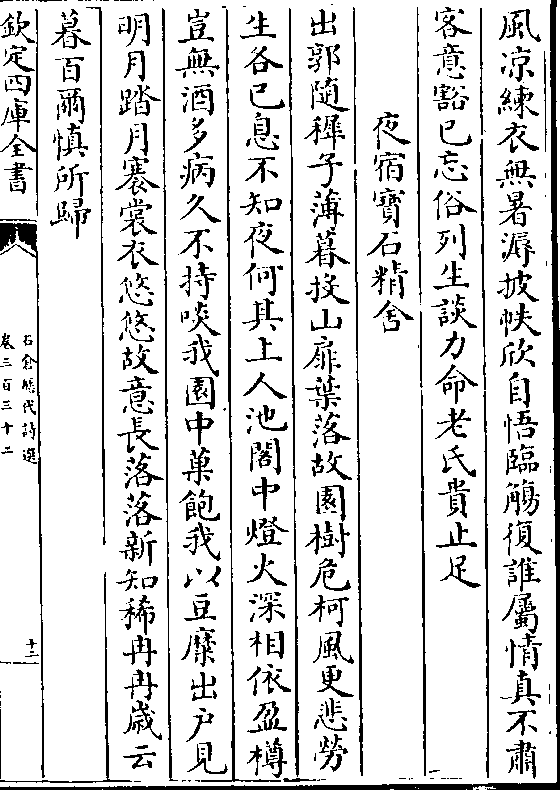 風涼練衣無暑溽披帙欣自悟臨觴復誰屬情真不肅
客意豁已忘俗列生談力命老氏貴止足
夜宿寶石精舍
出郭隨穉子薄暮投山扉葉落故園樹危柯風更悲勞
生各已息不知夜何其上人池閣中燈火深相依盈樽
豈無酒多病久不持啖我園中菓飽我以豆糜出户見
明月踏月褰裳衣悠悠故意長落落新知稀冉冉嵗云
暮百爾慎所歸
欽定四庫全書
石倉歴代詩選
卷三百三十二
十二